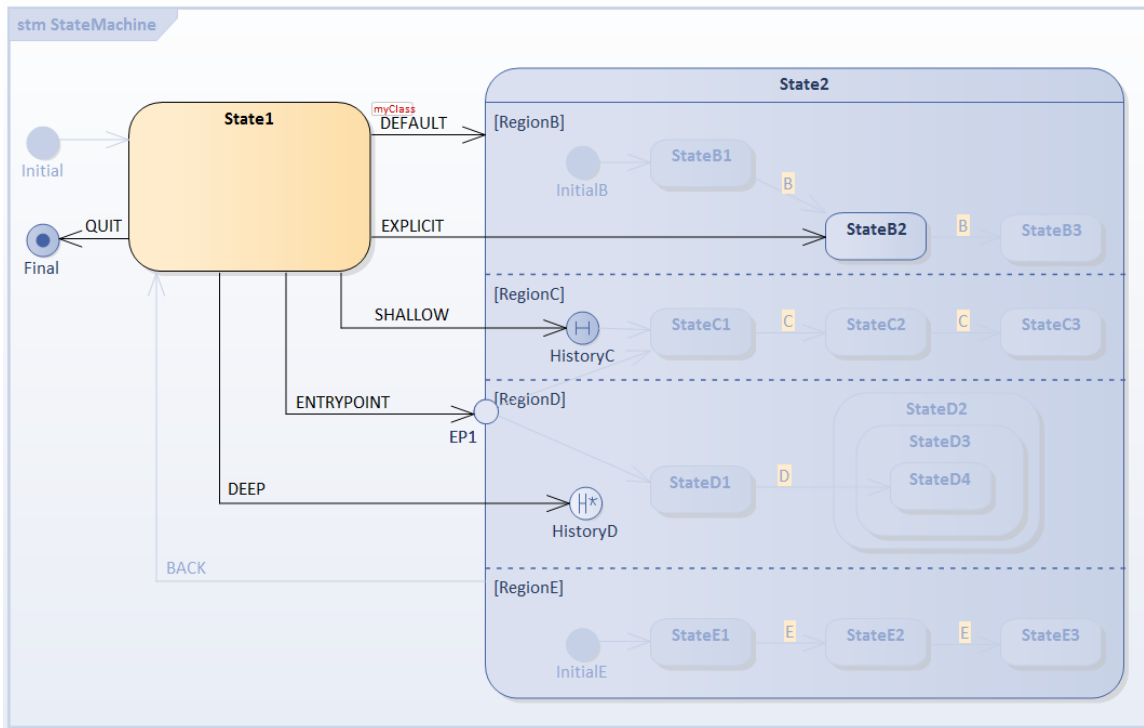 stm StateMachine
State2
myClass
State1
DEFAULT
[RegionB]
Initial
InitialB
StateB1
B
QUIT
EXPLICIT
StateB2
B
StateB3
Final
[RegionC]
SHALLOW
H
HistoryC
StateC1
C
StateC2
C
StateC3
ENTRYPOINT
[RegionD]
EP1
StateD2
StateD3
StateD1
D
StateD4
DEEP
H*
HistoryD
BACK
[RegionE]
InitialE
StateE1
E
StateE2
E
StateE3